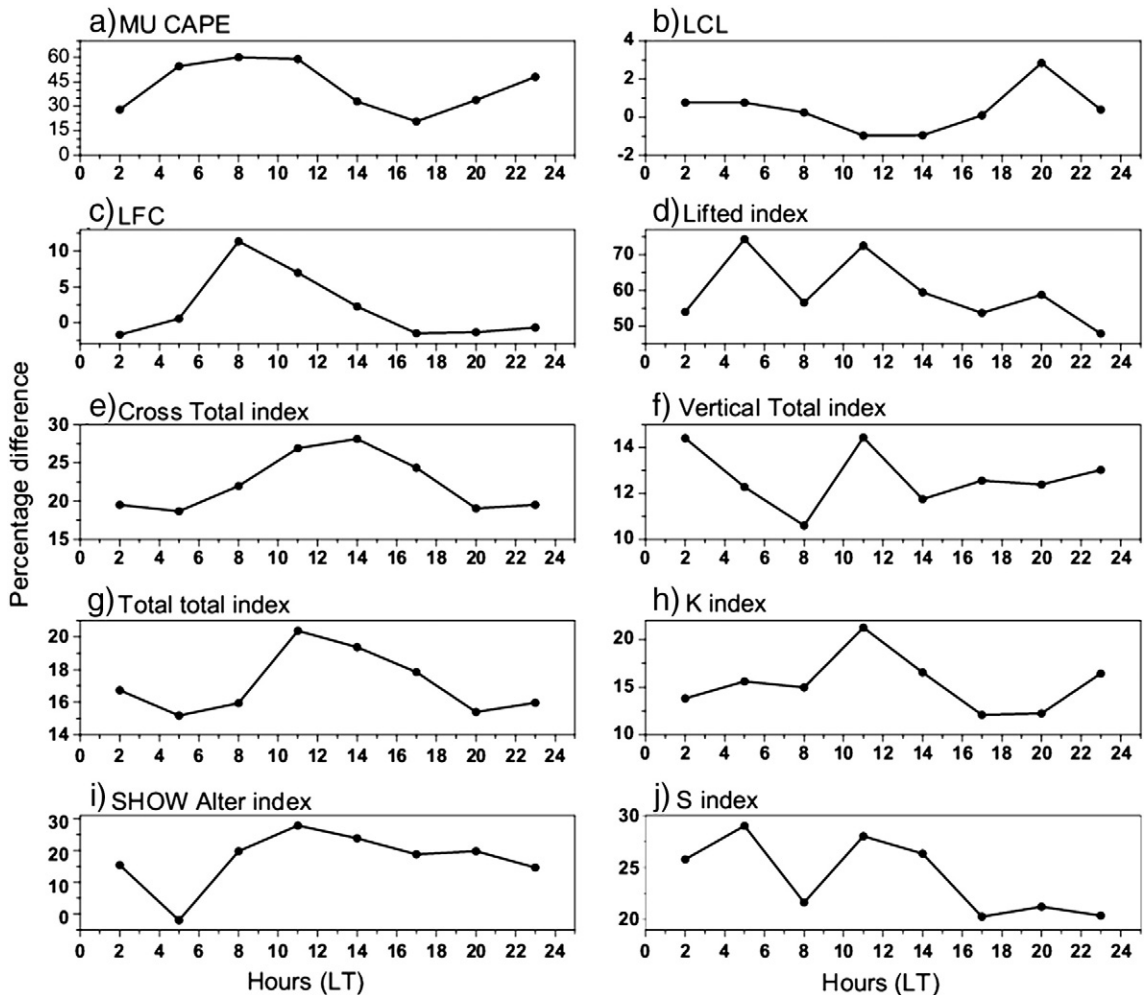 a) MU CAPE
60
45
30
15
0
0 2 4 6 8 10 12 14 16 18 20 22 24
b) LCL
4
2
0
-2
0 2 4 6 8 10 12 14 16 18 20 22 24
c) LFC
10
5
0
0 2 4 6 8 10 12 14 16 18 20 22 24
d) Lifted index
70
60
50
0 2 4 6 8 10 12 14 16 18 20 22 24
Percentage difference
e) Cross Total index
30
25
20
15
0 2 4 6 8 10 12 14 16 18 20 22 24
f) Vertical Total index
14
12
10
0 2 4 6 8 10 12 14 16 18 20 22 24
g) Total total index
20
18
16
14
0 2 4 6 8 10 12 14 16 18 20 22 24
h) K index
20
15
10
0 2 4 6 8 10 12 14 16 18 20 22 24
i) SHOW Alter index
30
20
10
0
0 2 4 6 8 10 12 14 16 18 20 22 24
Hours (LT)
j) S index
30
25
20
0 2 4 6 8 10 12 14 16 18 20 22 24
Hours (LT)